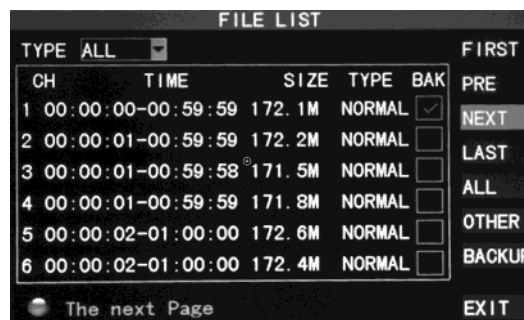 FILE LIST
TYPE ALL
CH TIME SIZE TYPE BAK
1 00:00:00-00:59:59 172.1M NORMAL
2 00:00:01-00:59:59 172.2M NORMAL
3 00:00:01-00:59:58 171.5M NORMAL
4 00:00:01-00:59:59 171.8M NORMAL
5 00:00:02-01:00:00 172.6M NORMAL
6 00:00:02-01:00:00 172.4M NORMAL
FIRST
PRE
NEXT
LAST
ALL
OTHER
BACKUP
The next Page
EXIT